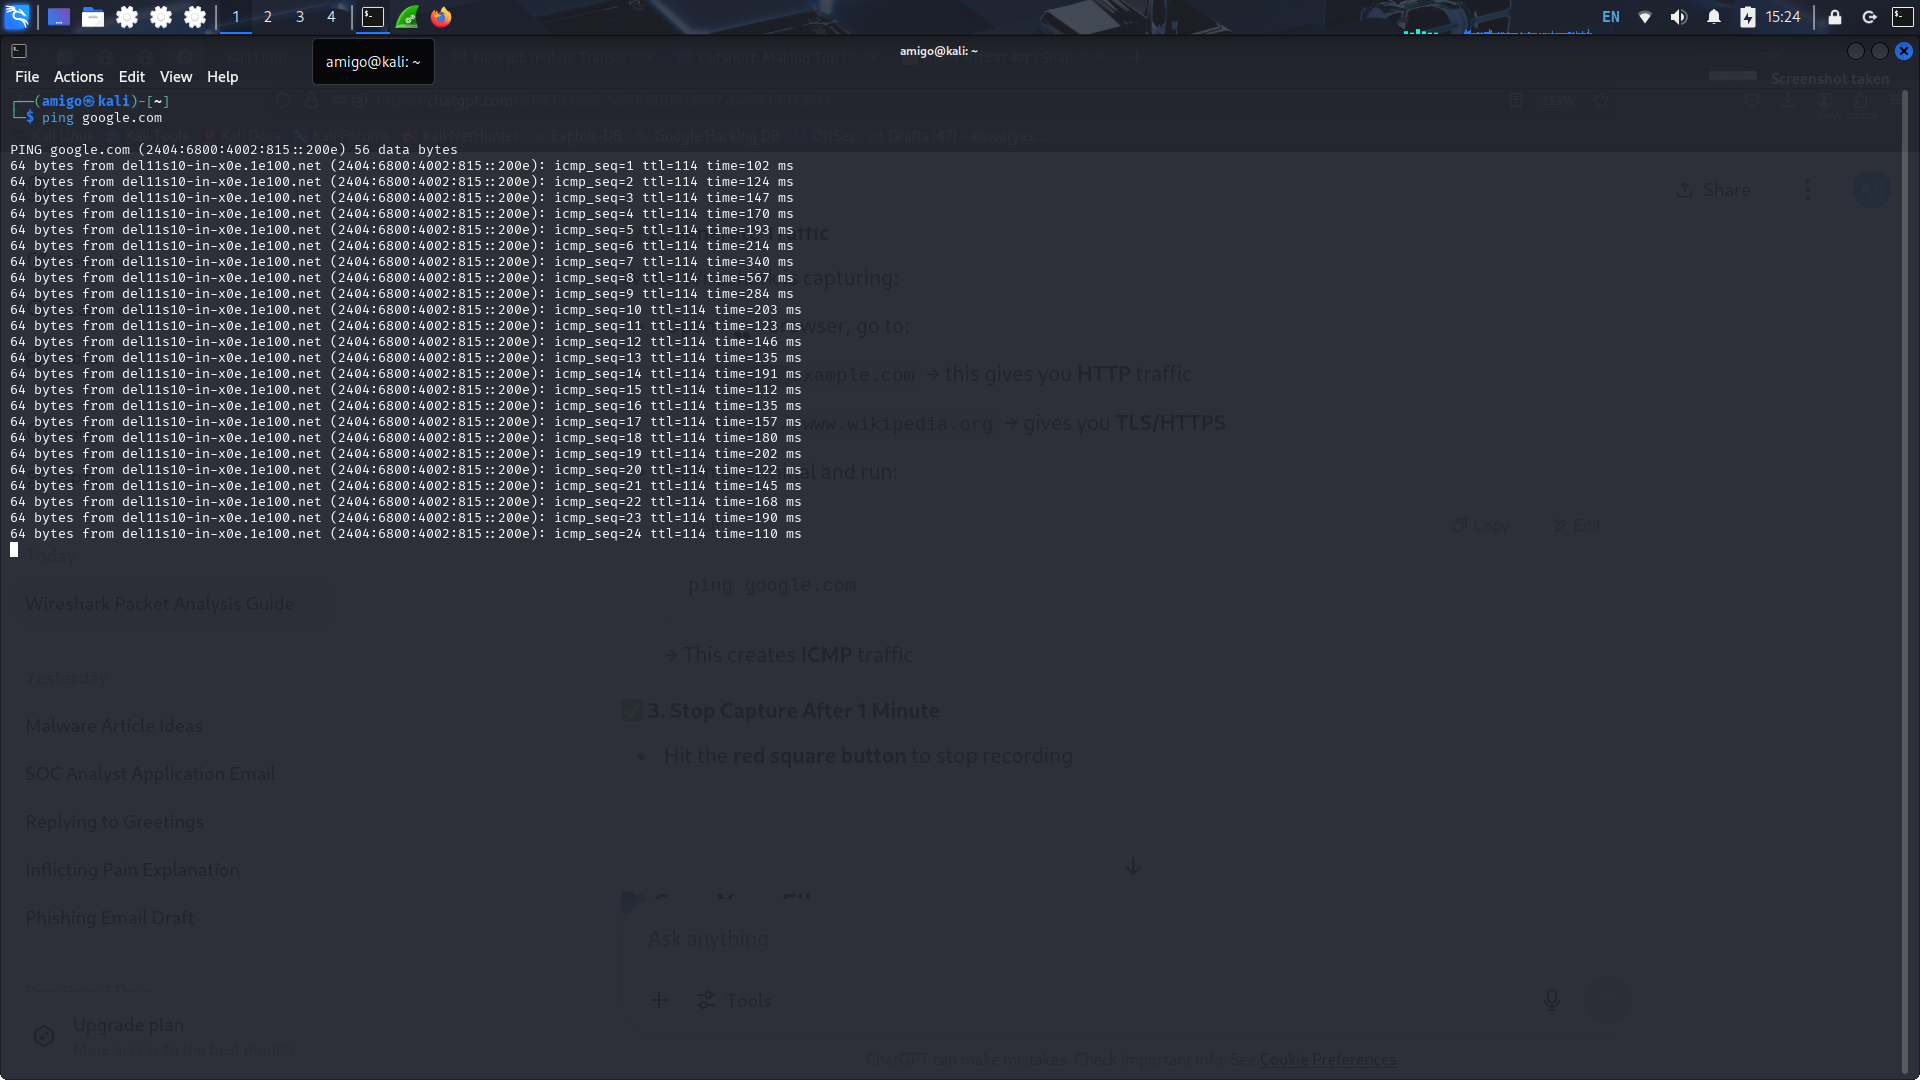 1 2 3 4
EN 15:24
amigo@kali: ~
amigo@kali: ~
File Actions Edit View Help
Screenshot taken
┌──(amigo㉿kali)-[~]
└─$ ping google.com
PING google.com (2404:6800:4002:815::200e) 56 data bytes
64 bytes from del11s10-in-x0e.1e100.net (2404:6800:4002:815::200e): icmp_seq=1 ttl=114 time=102 ms
64 bytes from del11s10-in-x0e.1e100.net (2404:6800:4002:815::200e): icmp_seq=2 ttl=114 time=124 ms
64 bytes from del11s10-in-x0e.1e100.net (2404:6800:4002:815::200e): icmp_seq=3 ttl=114 time=147 ms
64 bytes from del11s10-in-x0e.1e100.net (2404:6800:4002:815::200e): icmp_seq=4 ttl=114 time=170 ms
64 bytes from del11s10-in-x0e.1e100.net (2404:6800:4002:815::200e): icmp_seq=5 ttl=114 time=193 ms
64 bytes from del11s10-in-x0e.1e100.net (2404:6800:4002:815::200e): icmp_seq=6 ttl=114 time=214 ms
64 bytes from del11s10-in-x0e.1e100.net (2404:6800:4002:815::200e): icmp_seq=7 ttl=114 time=340 ms
64 bytes from del11s10-in-x0e.1e100.net (2404:6800:4002:815::200e): icmp_seq=8 ttl=114 time=567 ms
64 bytes from del11s10-in-x0e.1e100.net (2404:6800:4002:815::200e): icmp_seq=9 ttl=114 time=284 ms
64 bytes from del11s10-in-x0e.1e100.net (2404:6800:4002:815::200e): icmp_seq=10 ttl=114 time=203 ms
64 bytes from del11s10-in-x0e.1e100.net (2404:6800:4002:815::200e): icmp_seq=11 ttl=114 time=123 ms
64 bytes from del11s10-in-x0e.1e100.net (2404:6800:4002:815::200e): icmp_seq=12 ttl=114 time=146 ms
64 bytes from del11s10-in-x0e.1e100.net (2404:6800:4002:815::200e): icmp_seq=13 ttl=114 time=135 ms
64 bytes from del11s10-in-x0e.1e100.net (2404:6800:4002:815::200e): icmp_seq=14 ttl=114 time=191 ms
64 bytes from del11s10-in-x0e.1e100.net (2404:6800:4002:815::200e): icmp_seq=15 ttl=114 time=112 ms
64 bytes from del11s10-in-x0e.1e100.net (2404:6800:4002:815::200e): icmp_seq=16 ttl=114 time=135 ms
64 bytes from del11s10-in-x0e.1e100.net (2404:6800:4002:815::200e): icmp_seq=17 ttl=114 time=157 ms
64 bytes from del11s10-in-x0e.1e100.net (2404:6800:4002:815::200e): icmp_seq=18 ttl=114 time=180 ms
64 bytes from del11s10-in-x0e.1e100.net (2404:6800:4002:815::200e): icmp_seq=19 ttl=114 time=202 ms
64 bytes from del11s10-in-x0e.1e100.net (2404:6800:4002:815::200e): icmp_seq=20 ttl=114 time=122 ms
64 bytes from del11s10-in-x0e.1e100.net (2404:6800:4002:815::200e): icmp_seq=21 ttl=114 time=145 ms
64 bytes from del11s10-in-x0e.1e100.net (2404:6800:4002:815::200e): icmp_seq=22 ttl=114 time=168 ms
64 bytes from del11s10-in-x0e.1e100.net (2404:6800:4002:815::200e): icmp_seq=23 ttl=114 time=190 ms
64 bytes from del11s10-in-x0e.1e100.net (2404:6800:4002:815::200e): icmp_seq=24 ttl=114 time=110 ms
Kali Linux Kali Tools Kali Docs Kali Forums Kali NetHunter Exploit-DB Google Hacking DB OffSec
Share
Traffic
capturing:
browser, go to:
example.com → this gives you HTTP traffic
www.wikipedia.org → gives you TLS/HTTPS
and run:
Copy Edit
ping google.com
→ This creates ICMP traffic
3. Stop Capture After 1 Minute
• Hit the red square button to stop recording
Today
Wireshark Packet Analysis Guide
Yesterday
Malware Article Ideas
SOC Analyst Application Email
Replying to Greetings
Inflicting Pain Explanation
Phishing Email Draft
Upgrade plan
More access to the best models
Ask anything
Tools
ChatGPT can make mistakes. Check important info. See Cookie Preferences.